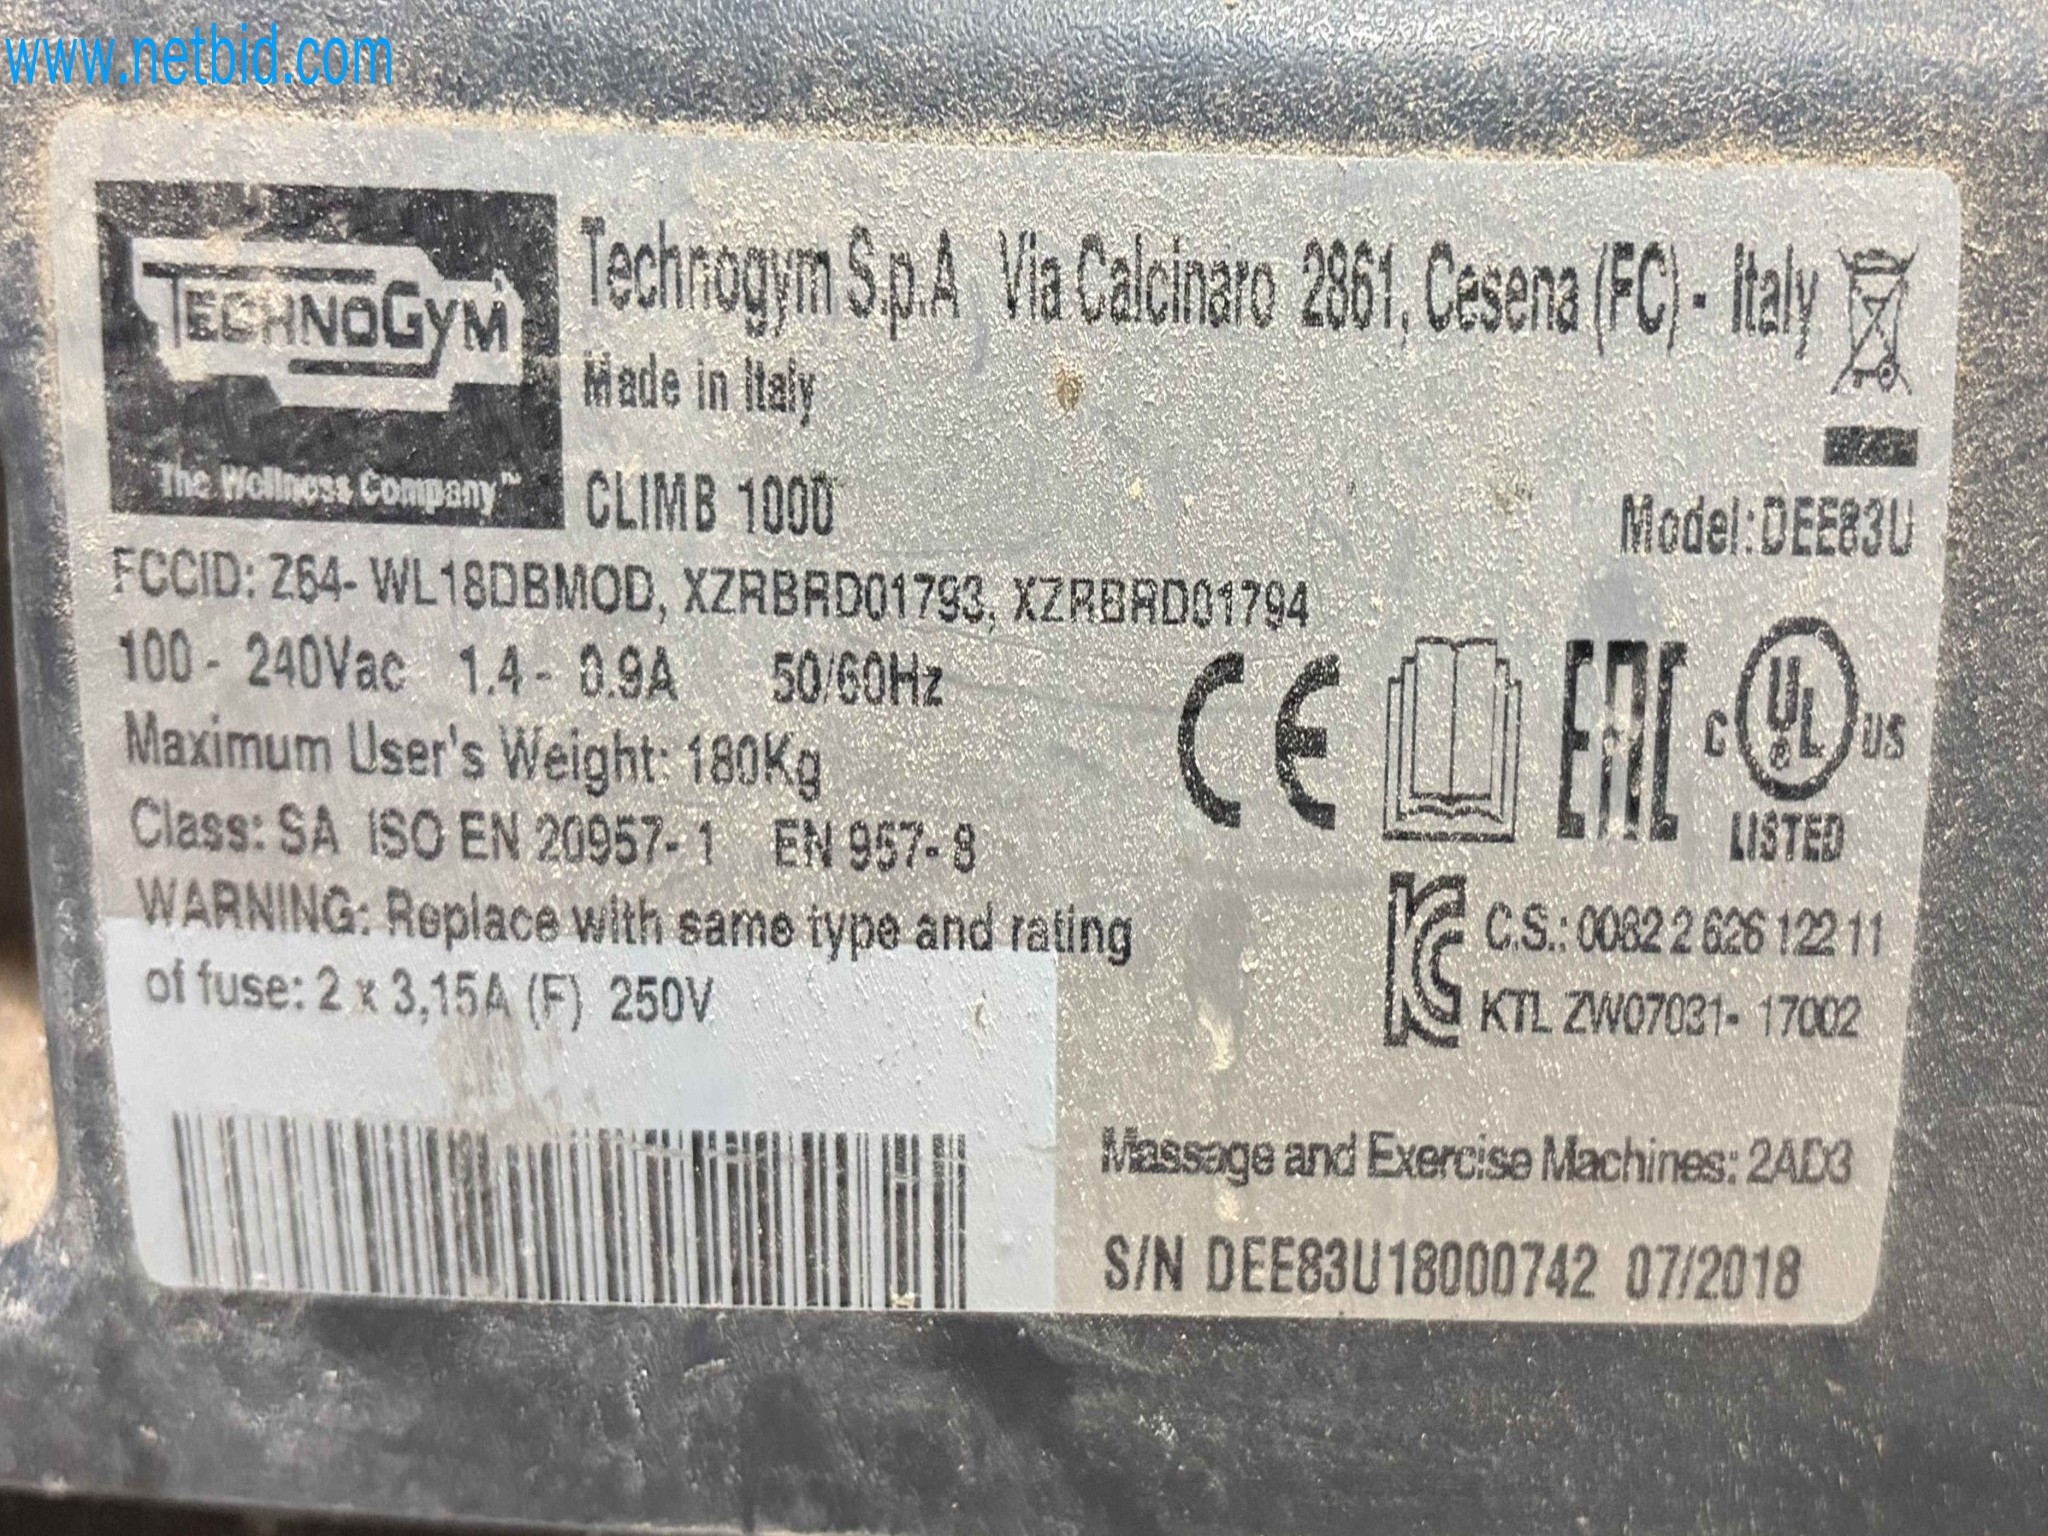 www.netbid.com
TECHNOGYM
The Wellness Company™
Technogym S.p.A Via Calcinaro 2861, Cesena (FC) - Italy
Made in Italy
CLIMB 1000
Model:DEE83U
FCCID: Z64- WL18DBMOD, XZRBRD01793, XZRBRD01794
100 - 240Vac 1.4 - 0.9A 50/60Hz
Maximum User's Weight: 180Kg
Class: SA ISO EN 20957- 1 EN 957- 8
WARNING: Replace with same type and rating
of fuse: 2 x 3,15A (F) 250V
CE EAC C UL® US
LISTED
C.S.: 0082 2 626 122 11
KTL ZW07031- 17002
Massage and Exercise Machines: 2AD3
S/N DEE83U18000742 07/2018